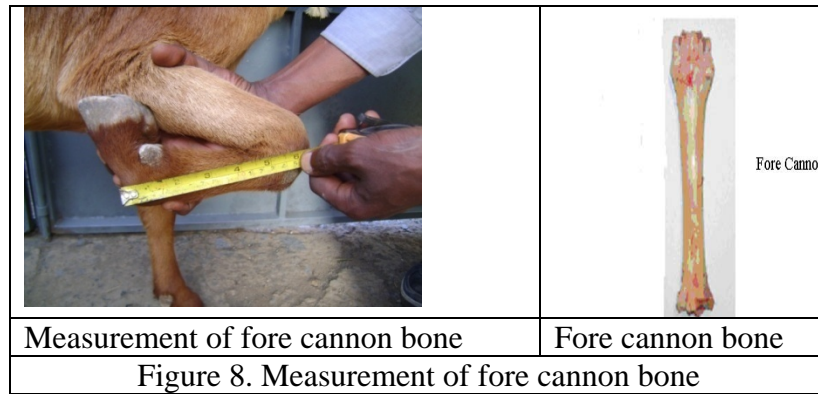 Fore Canno
Measurement of fore cannon bone
Fore cannon bone
Figure 8. Measurement of fore cannon bone